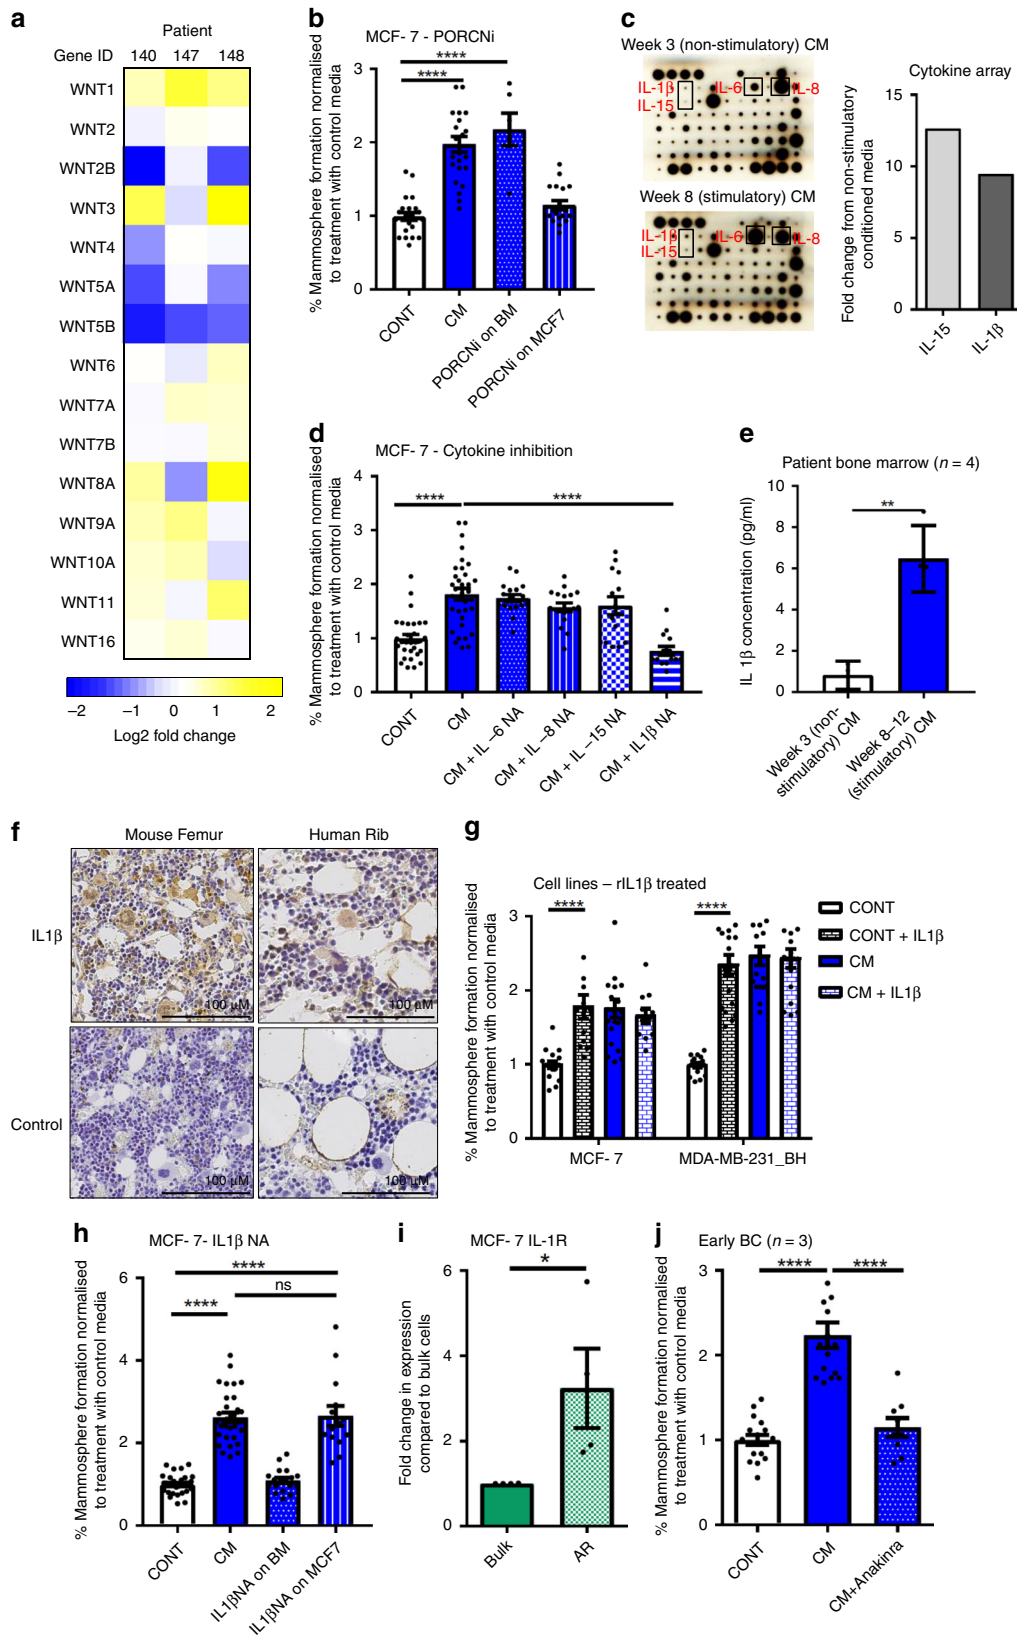 a
Patient
Gene ID 140 147 148
WNT1
WNT2
WNT2B
WNT3
WNT4
WNT5A
WNT5B
WNT6
WNT7A
WNT7B
WNT8A
WNT9A
WNT10A
WNT11
WNT16
−2 −1 0 1 2
Log2 fold change
b
MCF- 7 - PORCNi
% Mammosphere formation normalised
to treatment with control media
****
****
3
2
1
0
CONT
CM
PORCNi on BM
PORCNi on MCF7
c
Week 3 (non-stimulatory) CM
IL-1β
IL-15
IL-6
IL-8
Week 8 (stimulatory) CM
IL-1β
IL-15
IL-6
IL-8
Cytokine array
Fold change from non-stimulatory
conditioned media
15
10
5
0
IL-15
IL-1β
d
MCF- 7 - Cytokine inhibition
% Mammosphere formation normalised
to treatment with control media
****
****
4
3
2
1
0
CONT
CM
CM + IL −6 NA
CM + IL −8 NA
CM + IL −15 NA
CM + IL1β NA
e
Patient bone marrow (n = 4)
IL 1β concentration (pg/ml)
**
10
8
6
4
2
0
Week 3 (non-
stimulatory) CM
Week 8–12
(stimulatory) CM
f
Mouse Femur
Human Rib
IL1β
100 μM
100 μM
Control
100 μM
100 μM
g
Cell lines – rIL1β treated
% Mammosphere formation normalised
to treatment with control media
****
****
3
2
1
0
MCF- 7
MDA-MB-231_BH
CONT
CONT + IL1β
CM
CM + IL1β
h
MCF- 7- IL1β NA
% Mammosphere formation normalised
to treatment with control media
****
ns
****
6
4
2
0
CONT
CM
IL1βNA on BM
IL1βNA on MCF7
i
MCF- 7 IL-1R
Fold change in expression
compared to bulk cells
*
6
4
2
0
Bulk
AR
j
Early BC (n = 3)
% Mammosphere formation normalised
to treatment with control media
****
****
3
2
1
0
CONT
CM
CM+Anakinra